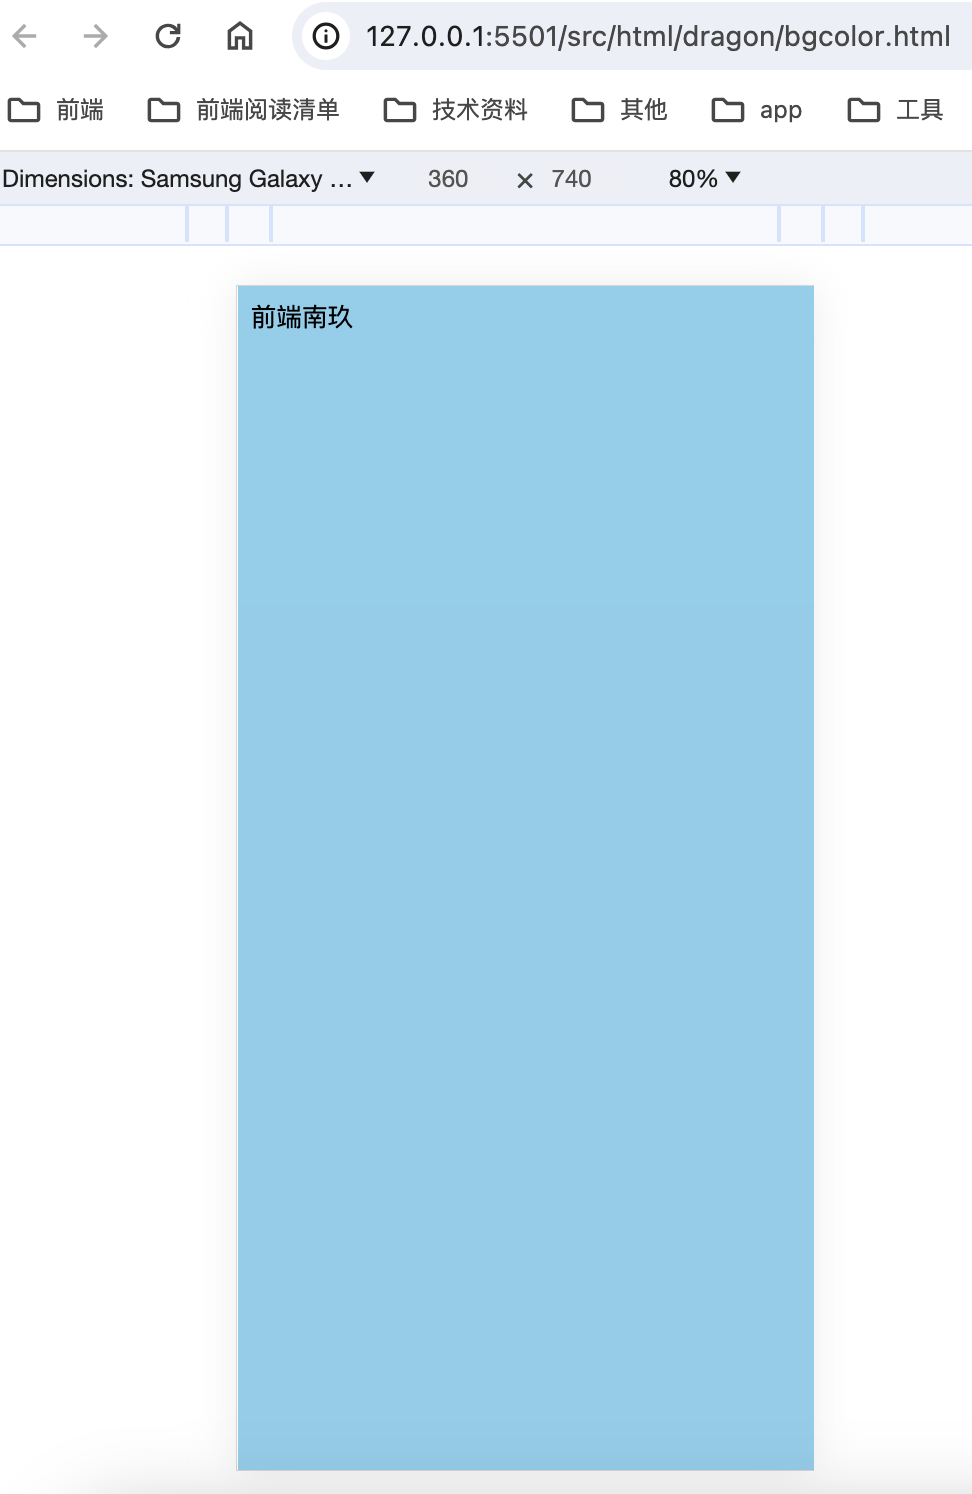 127.0.0.1:5501/src/html/dragon/bgcolor.html
前端 前端阅读清单 技术资料 其他 app 工具
Dimensions: Samsung Galaxy ... 360 × 740 80%
前端南玖